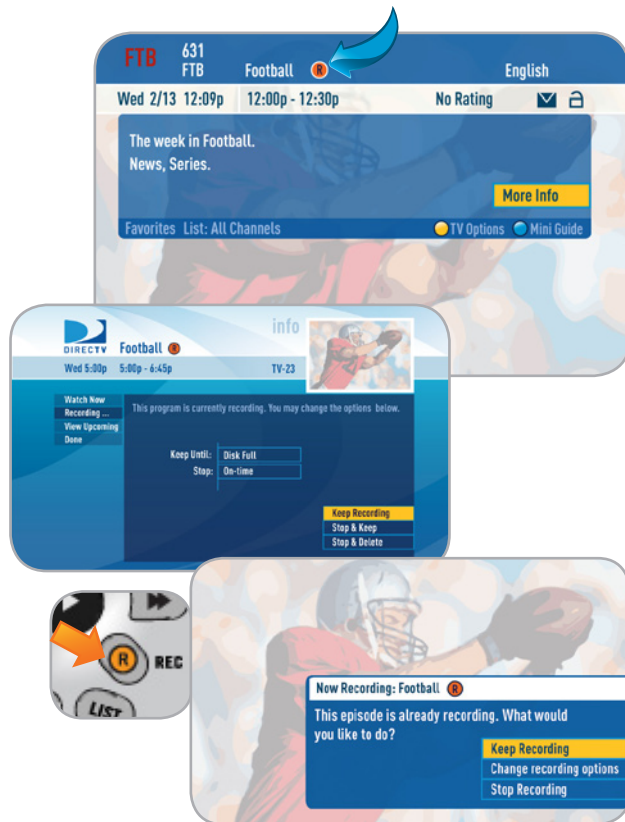 FTB 631 FTB Football R English
Wed 2/13 12:09p 12:00p - 12:30p No Rating
The week in Football.
News, Series.
More Info
Favorites List: All Channels TV Options Mini Guide
DIRECTV Football R info
Wed 5:00p 5:00p - 6:45p TV-23
Watch Now
Recording ...
View Upcoming
Done
This program is currently recording. You may change the options below.
Keep Until: Disk Full
Stop: On-time
Keep Recording
Stop & Keep
Stop & Delete
R REC
LIST
Now Recording: Football R
This episode is already recording. What would
you like to do?
Keep Recording
Change recording options
Stop Recording